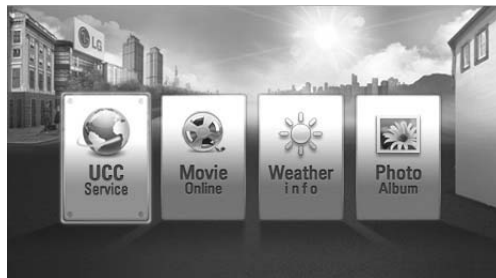 LG
UCC
Service
Movie
Online
Weather
info
Photo
Album